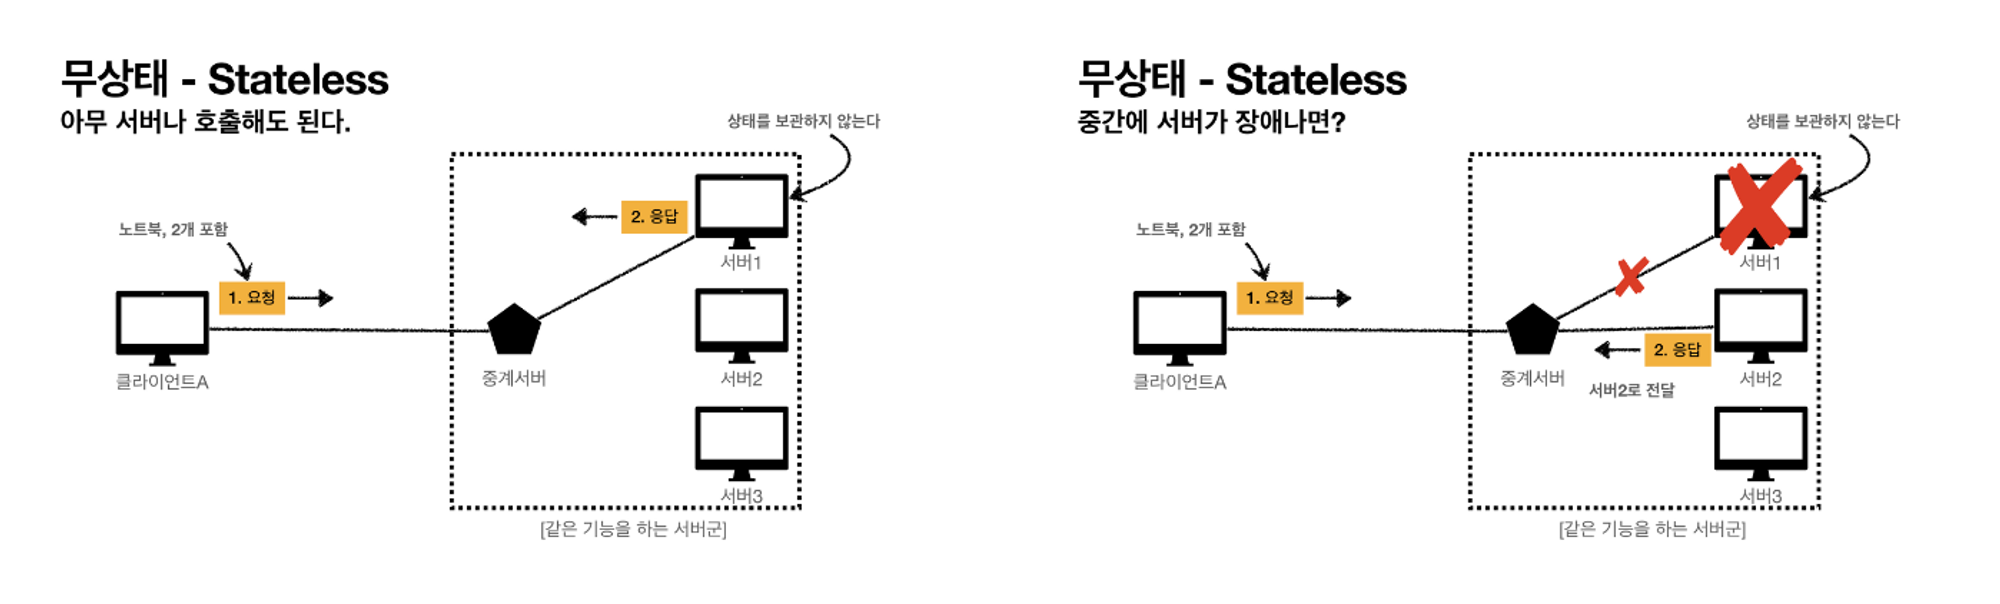 무상태 - Stateless
아무 서버나 호출해도 된다.
상태를 보관하지 않는다
노트북, 2개 포함
1. 요청
2. 응답
서버1
클라이언트A
중계서버
서버2
서버3
[같은 기능을 하는 서버군]
무상태 - Stateless
중간에 서버가 장애나면?
상태를 보관하지 않는다
노트북, 2개 포함
1. 요청
서버1
클라이언트A
중계서버
2. 응답
서버2로 전달
서버2
서버3
[같은 기능을 하는 서버군]